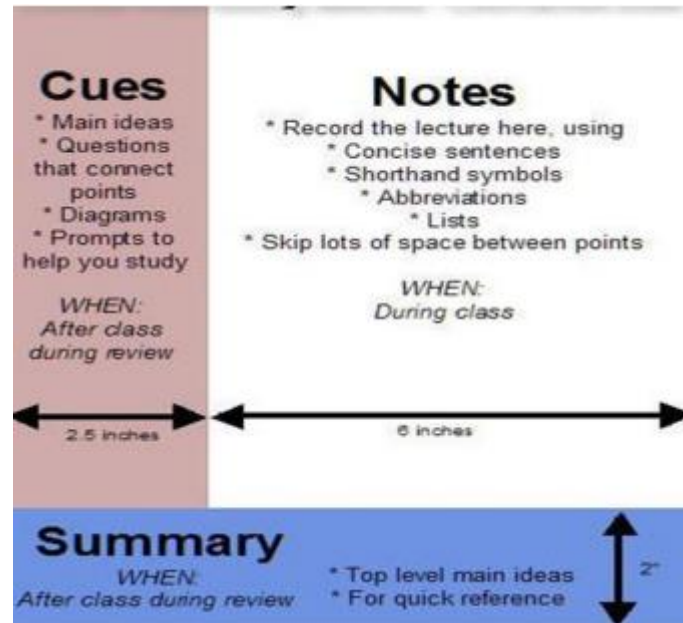 Cues
* Main ideas
* Questions
that connect
points
* Diagrams
* Prompts to
help you study
WHEN:
After class
during review
2.5 inches
Notes
* Record the lecture here, using
* Concise sentences
* Shorthand symbols
* Abbreviations
* Lists
* Skip lots of space between points
WHEN:
During class
6 inches
Summary
WHEN:
After class during review
* Top level main ideas
* For quick reference
2"